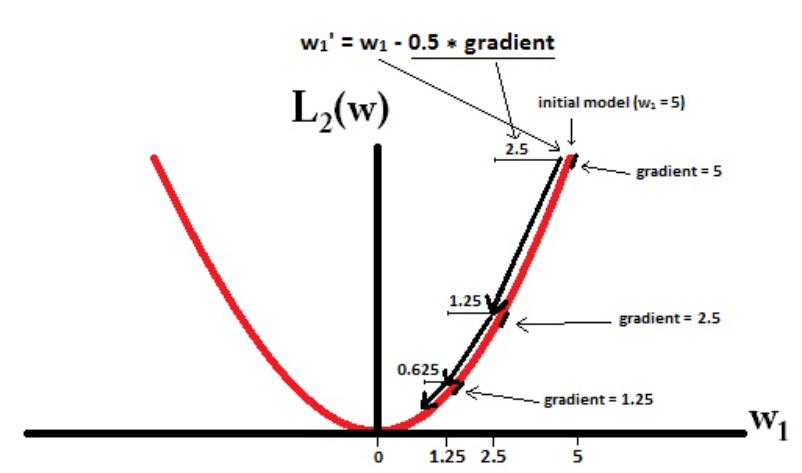 w₁' = w₁ - 0.5 * gradient
L₂(w)
initial model (w₁ = 5)
2.5
gradient = 5
1.25
gradient = 2.5
0.625
gradient = 1.25
w₁
0 1.25 2.5 5